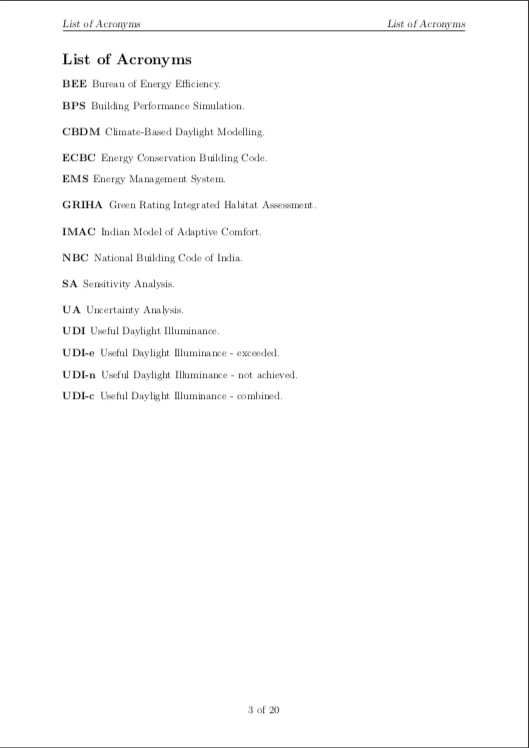 List of Acronyms List of Acronyms
List of Acronyms
BEE Bureau of Energy Efficiency.
BPS Building Performance Simulation.
CBDM Climate-Based Daylight Modelling.
ECBC Energy Conservation Building Code.
EMS Energy Management System.
GRIHA Green Rating Integrated Habitat Assessment.
IMAC Indian Model of Adaptive Comfort.
NBC National Building Code of India.
SA Sensitivity Analysis.
UA Uncertainty Analysis.
UDI Useful Daylight Illuminance.
UDI-e Useful Daylight Illuminance - exceeded.
UDI-n Useful Daylight Illuminance - not achieved.
UDI-c Useful Daylight Illuminance - combined.
3 of 20